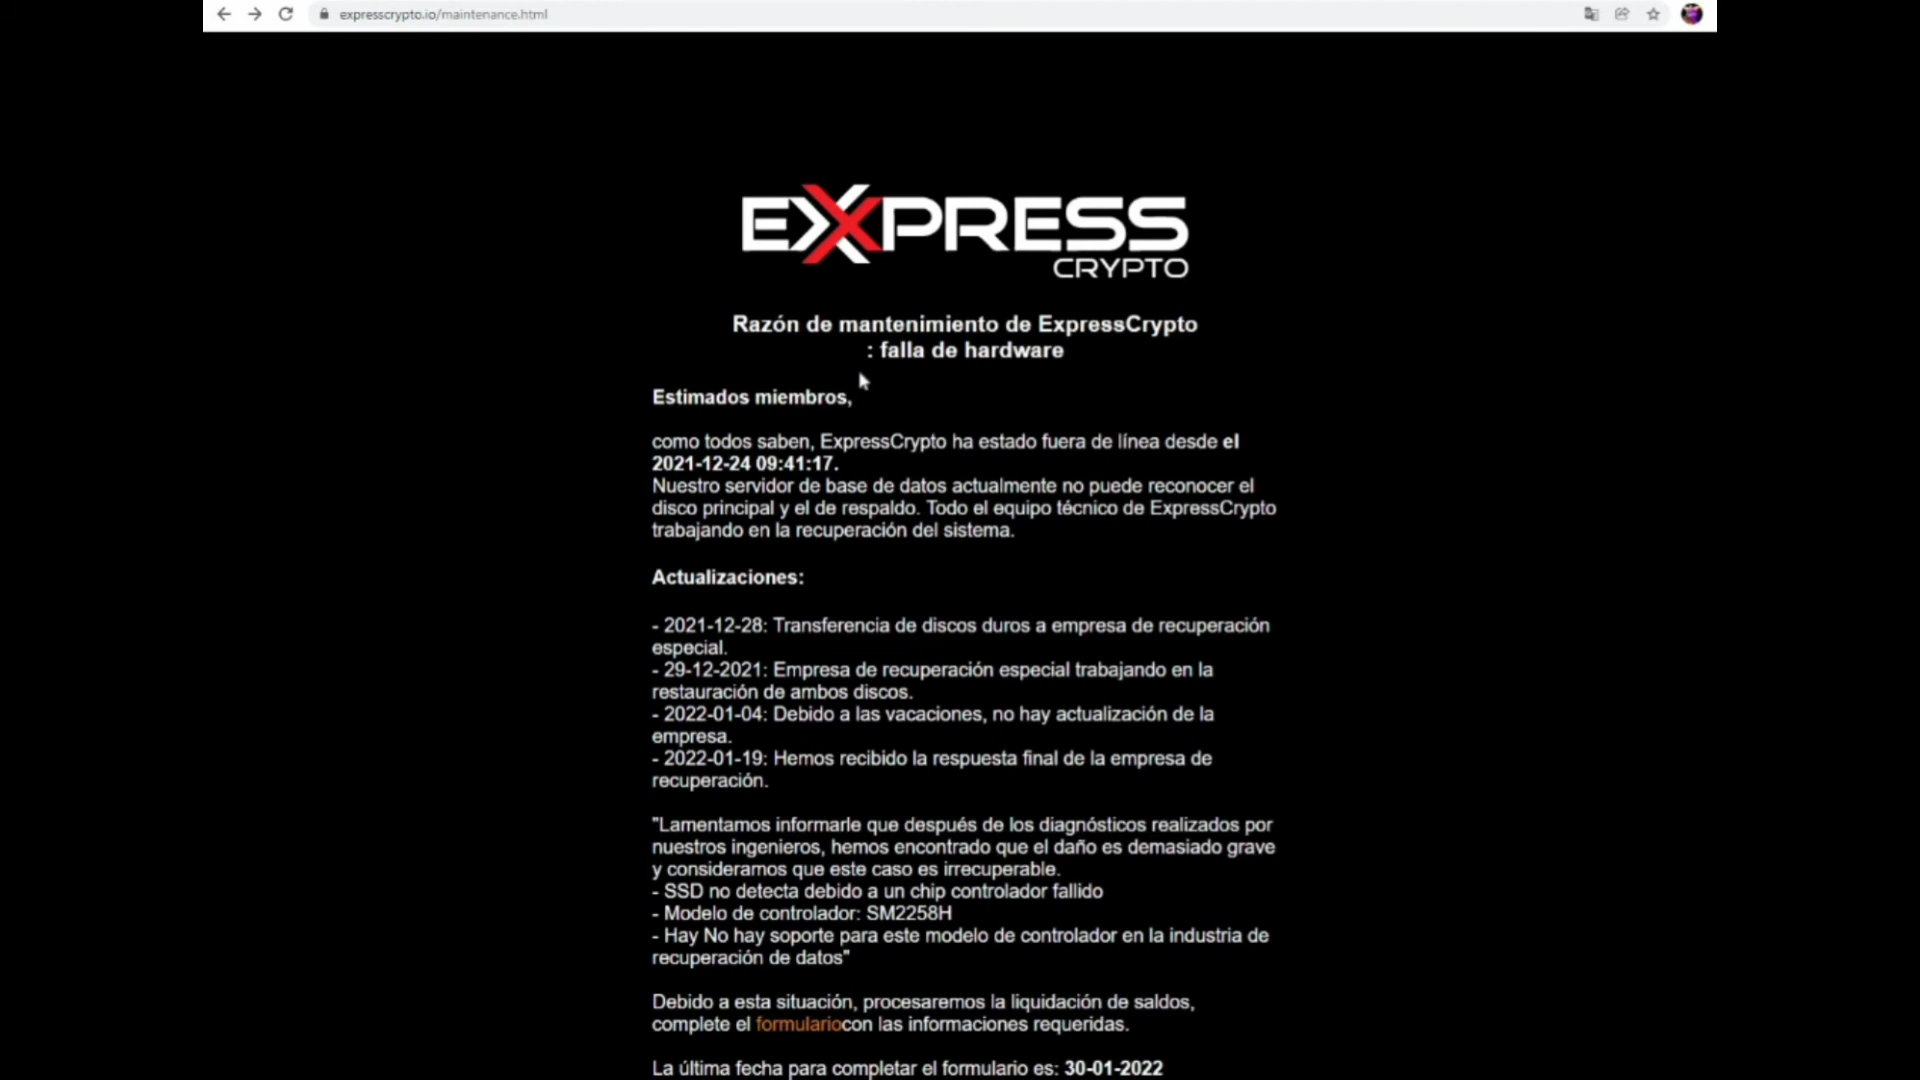 expresscrypto.io/maintenance.html
EXPRESS
CRYPTO
Razón de mantenimiento de ExpressCrypto
: falla de hardware
Estimados miembros,
como todos saben, ExpressCrypto ha estado fuera de línea desde el
2021-12-24 09:41:17.
Nuestro servidor de base de datos actualmente no puede reconocer el
disco principal y el de respaldo. Todo el equipo técnico de ExpressCrypto
trabajando en la recuperación del sistema.
Actualizaciones:
- 2021-12-28: Transferencia de discos duros a empresa de recuperación
especial.
- 29-12-2021: Empresa de recuperación especial trabajando en la
restauración de ambos discos.
- 2022-01-04: Debido a las vacaciones, no hay actualización de la
empresa.
- 2022-01-19: Hemos recibido la respuesta final de la empresa de
recuperación.
"Lamentamos informarle que después de los diagnósticos realizados por
nuestros ingenieros, hemos encontrado que el daño es demasiado grave
y consideramos que este caso es irrecuperable.
- SSD no detecta debido a un chip controlador fallido
- Modelo de controlador: SM2258H
- Hay No hay soporte para este modelo de controlador en la industria de
recuperación de datos"
Debido a esta situación, procesaremos la liquidación de saldos,
complete el formulariocon las informaciones requeridas.
La última fecha para completar el formulario es: 30-01-2022